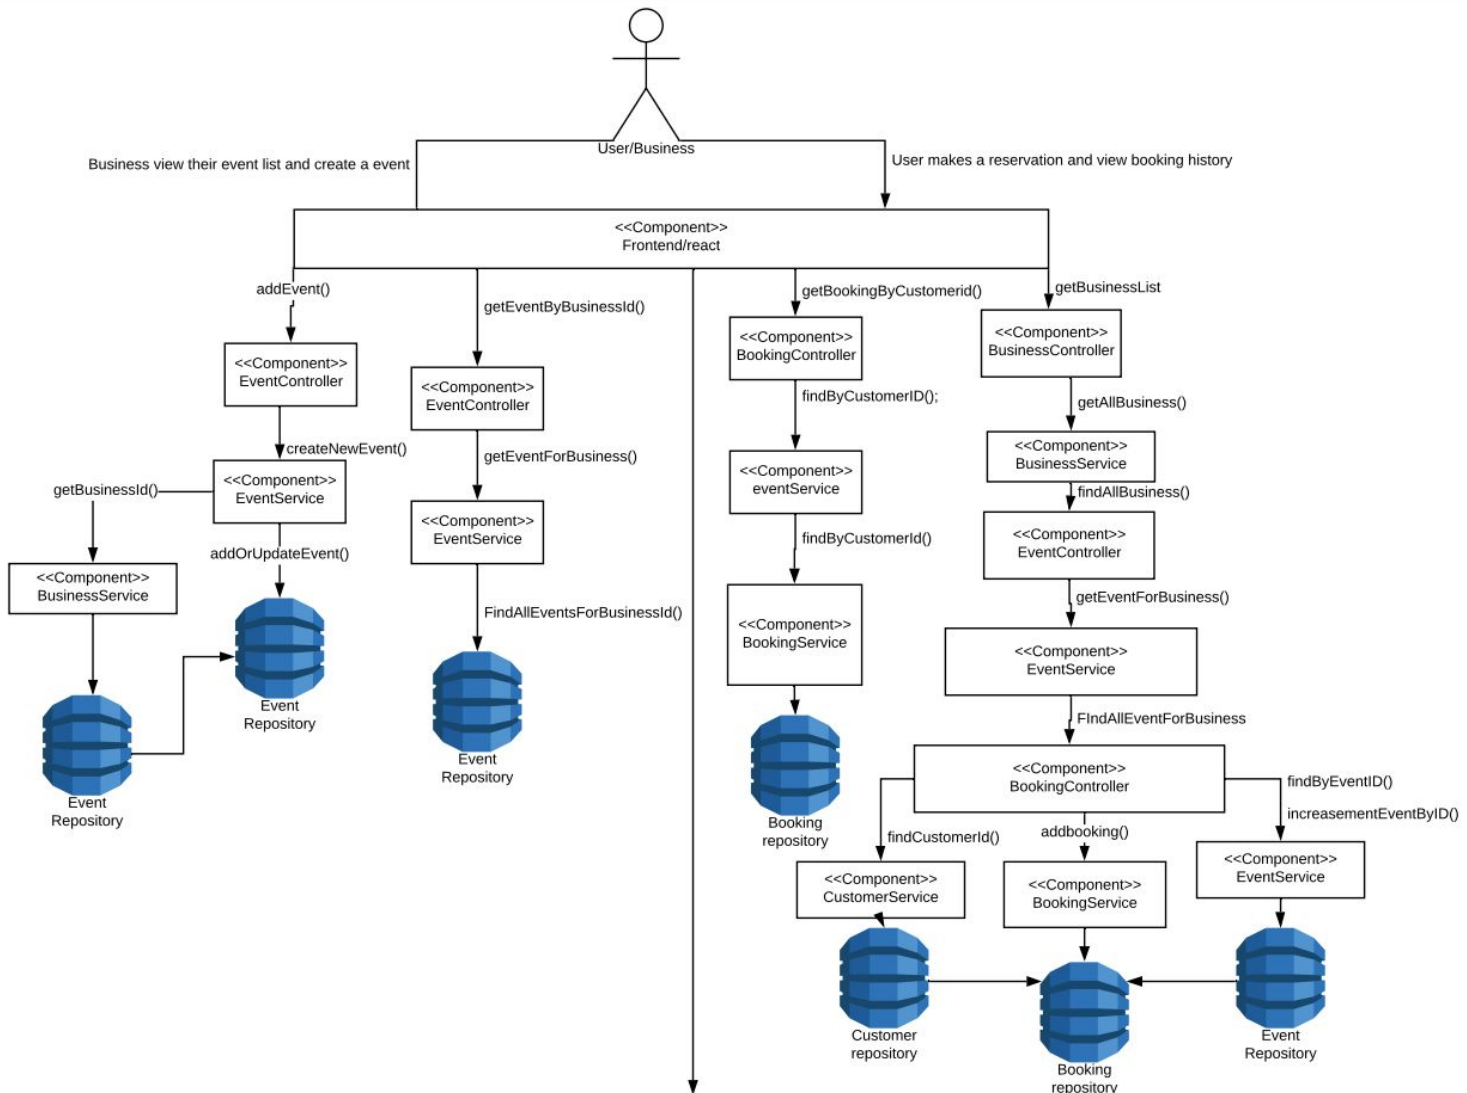 User/Business
Business view their event list and create a event
User makes a reservation and view booking history
<<Component>>
Frontend/react
addEvent()
getEventByBusinessId()
getBookingByCustomerid()
getBusinessList
<<Component>>
EventController
<<Component>>
EventController
<<Component>>
BookingController
<<Component>>
BusinessController
createNewEvent()
getEventForBusiness()
findByCustomerID();
getAllBusiness()
<<Component>>
EventService
getBusinessId()
<<Component>>
EventService
<<Component>>
eventService
<<Component>>
BusinessService
findAllBusiness()
addOrUpdateEvent()
findByCustomerId()
<<Component>>
EventController
<<Component>>
BusinessService
FindAllEventsForBusinessId()
<<Component>>
BookingService
getEventForBusiness()
<<Component>>
EventService
Event
Repository
FIndAllEventForBusiness
Event
Repository
Event
Repository
Booking
repository
<<Component>>
BookingController
findByEventID()
increasementEventByID()
findCustomerId()
addbooking()
<<Component>>
CustomerService
<<Component>>
BookingService
<<Component>>
EventService
Customer
repository
Booking
repository
Event
Repository